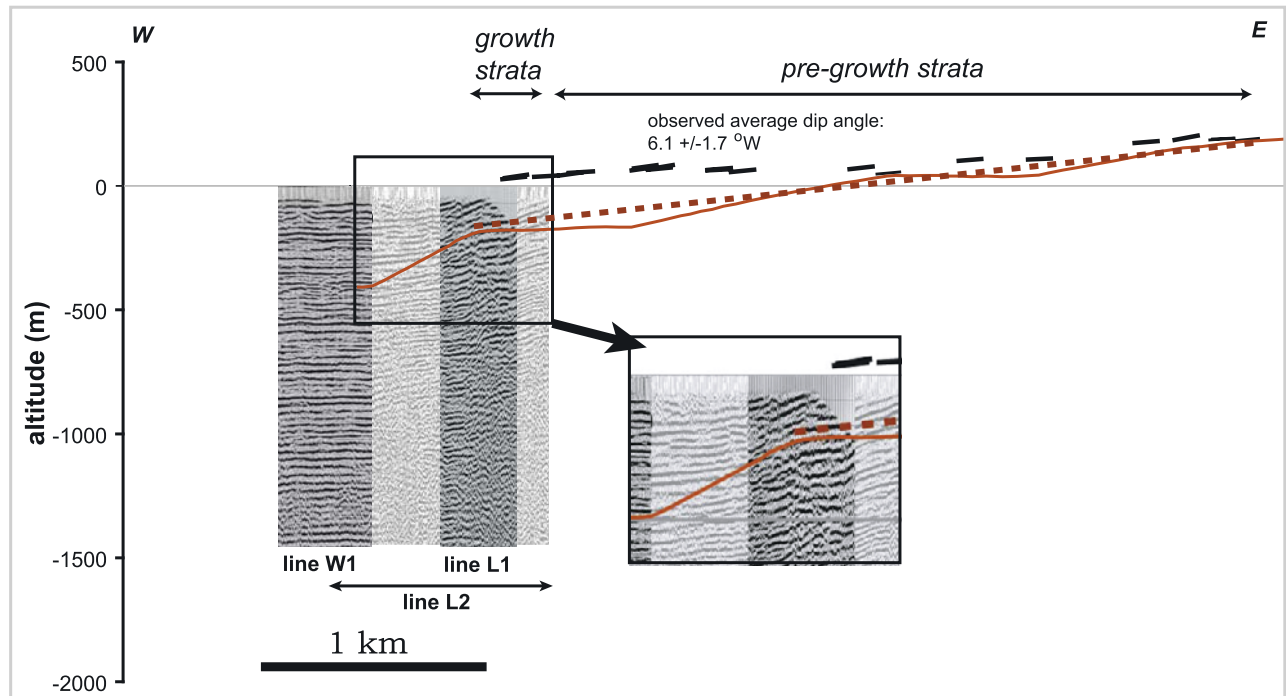 W
E
growth
strata
pre-growth strata
observed average dip angle:
6.1 +/-1.7 ᴼW
500
0
-500
-1000
-1500
-2000
altitude (m)
line W1
line L1
line L2
1 km